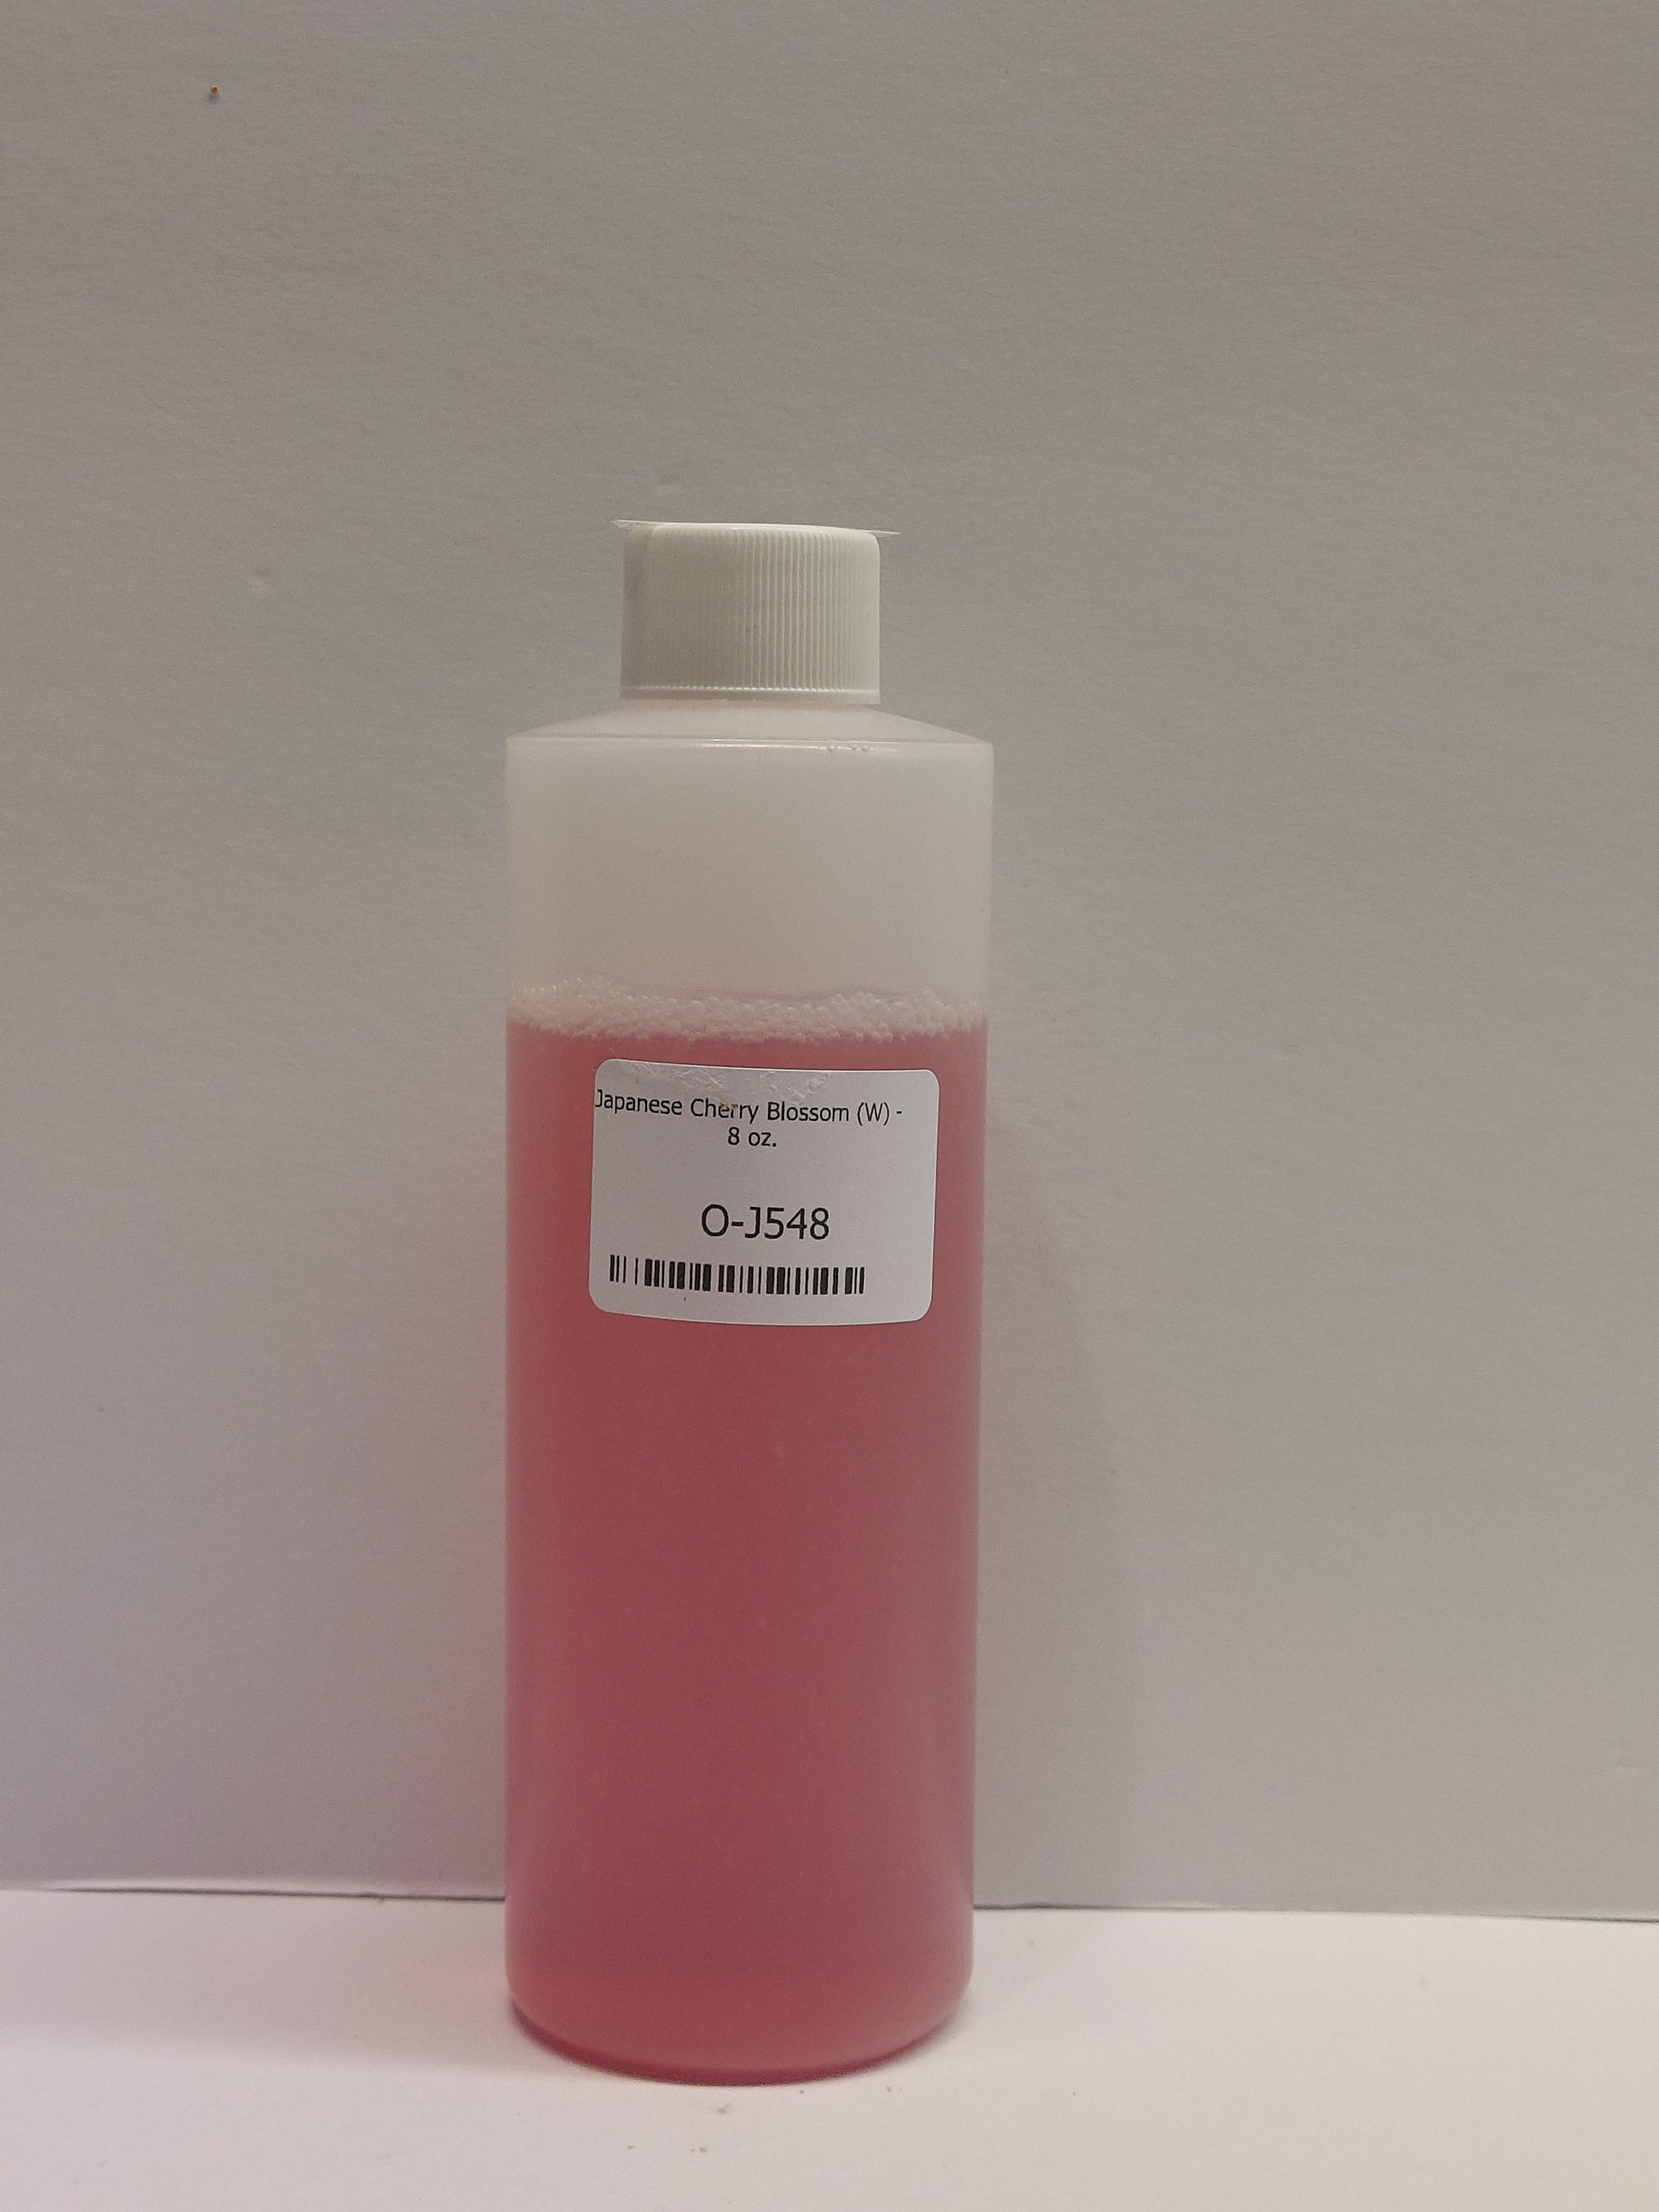 Japanese Cherry Blossom (W) -
8 oz.
O-J548